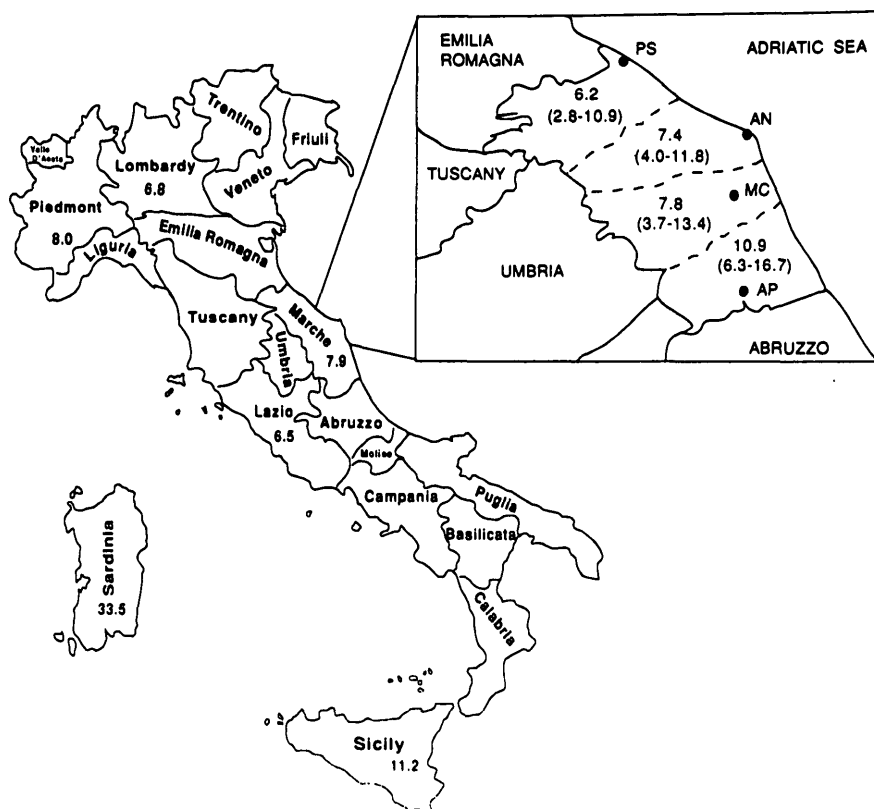 Trentino
Friuli
Valle
D'Aosta
Lombardy
6.8
Veneto
Piedmont
8.0
Emilia Romagna
Liguria
Tuscany
Marche
7.9
Umbria
Lazio
6.5
Abruzzo
Molise
Campania
Puglia
Basilicata
Calabria
Sardinia
33.5
Sicily
11.2
EMILIA
ROMAGNA
PS
ADRIATIC SEA
6.2
(2.8-10.9)
AN
7.4
(4.0-11.8)
TUSCANY
MC
7.8
(3.7-13.4)
UMBRIA
10.9
(6.3-16.7)
AP
ABRUZZO